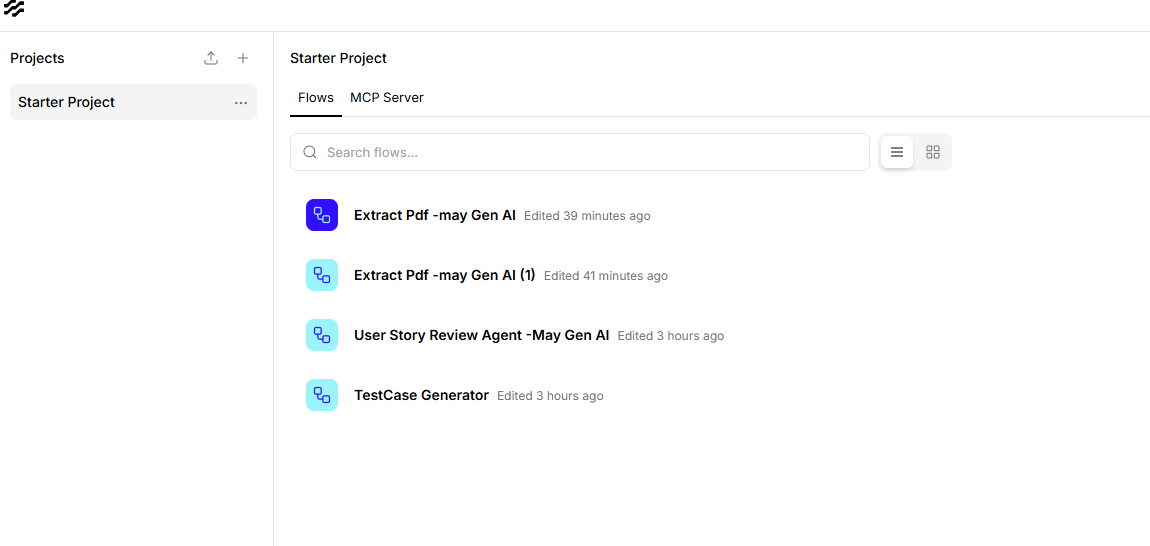 Projects
Starter Project
Starter Project
Flows
MCP Server
Search flows...
Extract Pdf -may Gen AI Edited 39 minutes ago
Extract Pdf -may Gen AI (1) Edited 41 minutes ago
User Story Review Agent -May Gen AI Edited 3 hours ago
TestCase Generator Edited 3 hours ago